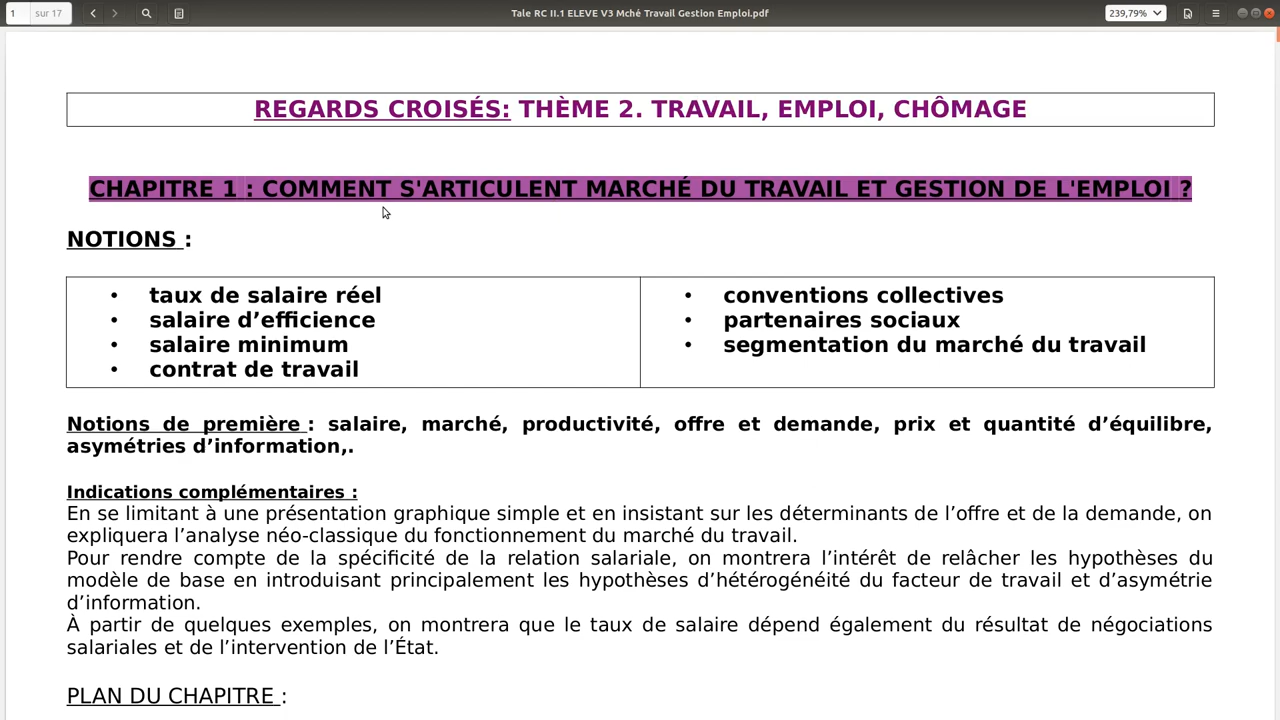 1 sur 17
Tale RC II.1 ELEVE V3 Mché Travail Gestion Emploi.pdf
239,79%
REGARDS CROISÉS: THÈME 2. TRAVAIL, EMPLOI, CHÔMAGE
CHAPITRE 1 : COMMENT S'ARTICULENT MARCHÉ DU TRAVAIL ET GESTION DE L'EMPLOI ?
NOTIONS :
• taux de salaire réel
• salaire d’efficience
• salaire minimum
• contrat de travail
• conventions collectives
• partenaires sociaux
• segmentation du marché du travail
Notions de première : salaire, marché, productivité, offre et demande, prix et quantité d’équilibre,
asymétries d’information,.
Indications complémentaires :
En se limitant à une présentation graphique simple et en insistant sur les déterminants de l’offre et de la demande, on
expliquera l’analyse néo-classique du fonctionnement du marché du travail.
Pour rendre compte de la spécificité de la relation salariale, on montrera l’intérêt de relâcher les hypothèses du
modèle de base en introduisant principalement les hypothèses d’hétérogénéité du facteur de travail et d’asymétrie
d’information.
À partir de quelques exemples, on montrera que le taux de salaire dépend également du résultat de négociations
salariales et de l’intervention de l’État.
PLAN DU CHAPITRE :